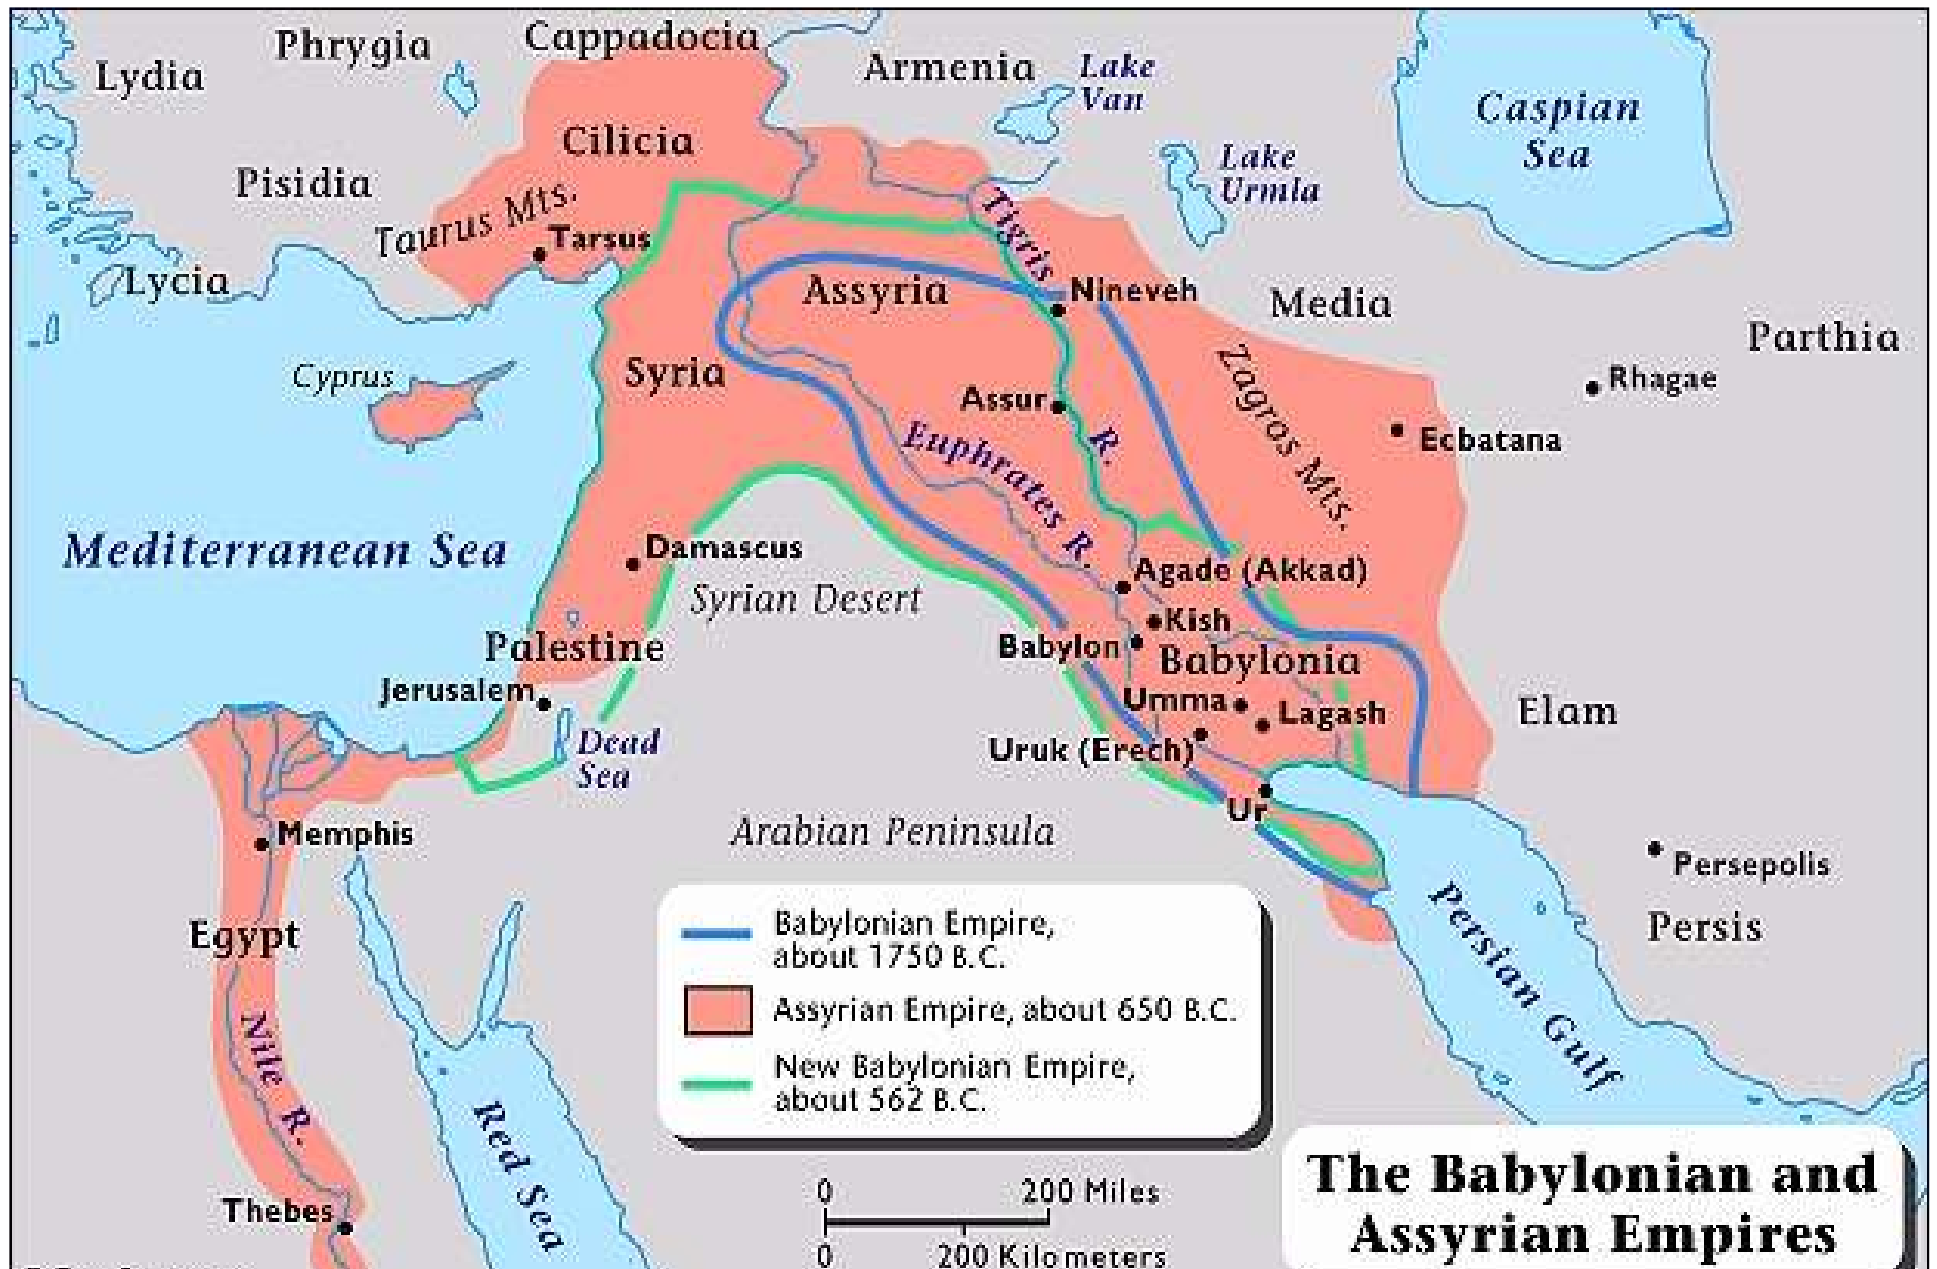 Cappadocia
Phrygia
Armenia
Lake
Van
Lydia
Caspian
Sea
Cilicia
Lake
Urmla
Pisidia
Taurus Mts.
Tarsus
Tigris
Lycia
Assyria
Nineveh
Media
Parthia
Cyprus
Syria
Zagros Mts.
Rhagae
Assur
R.
Ecbatana
Euphrates R.
Mediterranean Sea
Damascus
Agade (Akkad)
Syrian Desert
Kish
Palestine
Babylon
Babylonia
Jerusalem
Umma
Lagash
Elam
Dead
Sea
Uruk (Erech)
Ur
Memphis
Arabian Peninsula
Persepolis
Persian Gulf
Persis
Egypt
Babylonian Empire,
about 1750 B.C.
Assyrian Empire, about 650 B.C.
New Babylonian Empire,
about 562 B.C.
Nile R.
Red Sea
Thebes
0 200 Miles
0 200 Kilometers
The Babylonian and
Assyrian Empires